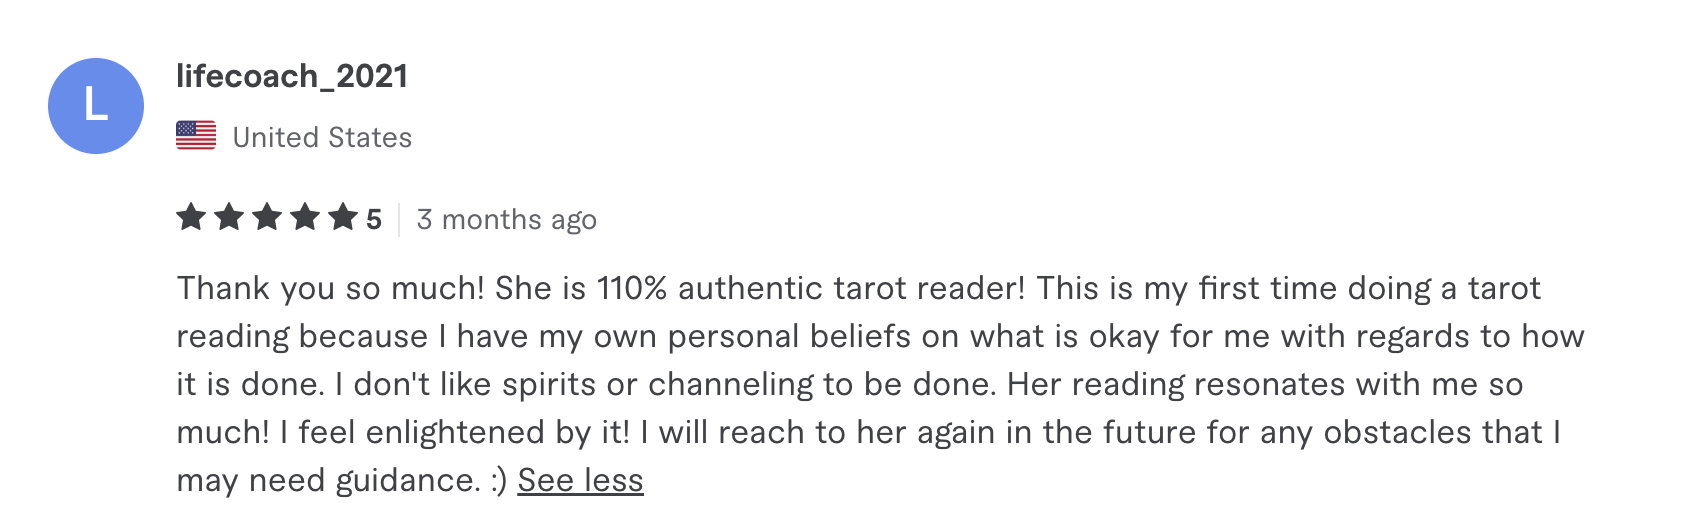 L
lifecoach_2021
United States
5 3 months ago
Thank you so much! She is 110% authentic tarot reader! This is my first time doing a tarot
reading because I have my own personal beliefs on what is okay for me with regards to how
it is done. I don't like spirits or channeling to be done. Her reading resonates with me so
much! I feel enlightened by it! I will reach to her again in the future for any obstacles that I
may need guidance. :) See less